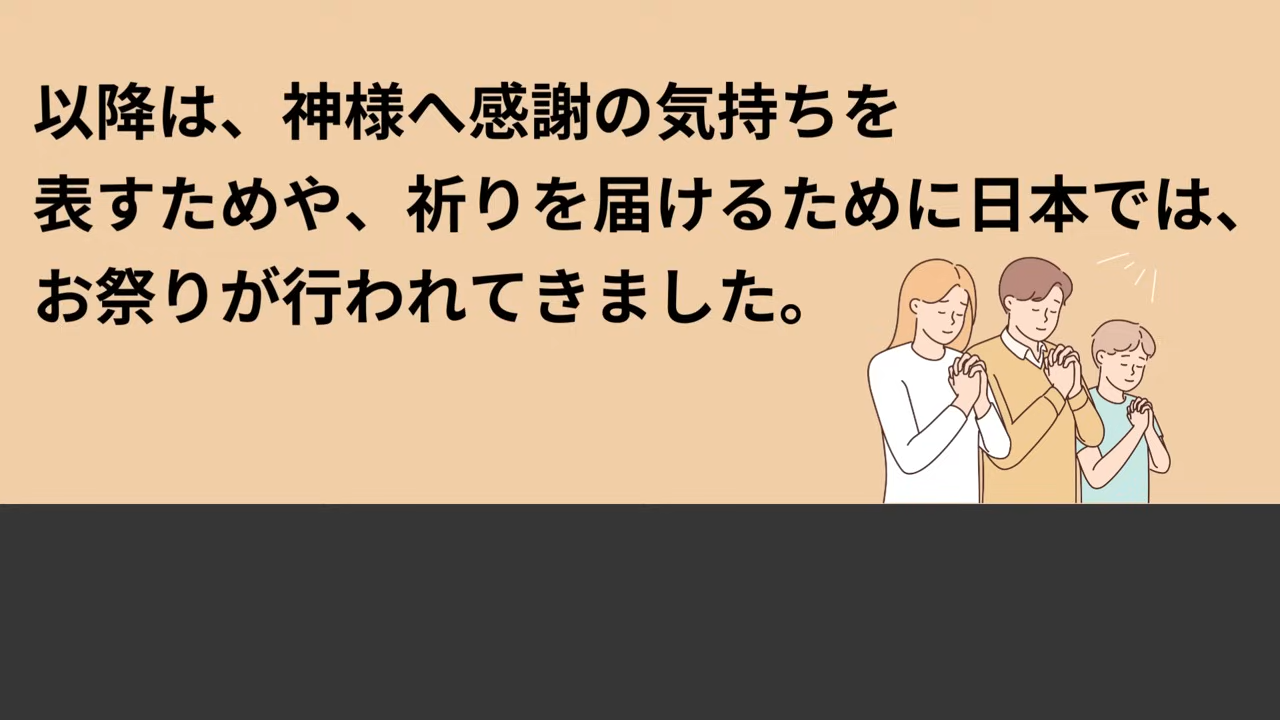 以降は、神様へ感謝の気持ちを
表すためや、祈りを届けるために日本では、
お祭りが行われてきました。